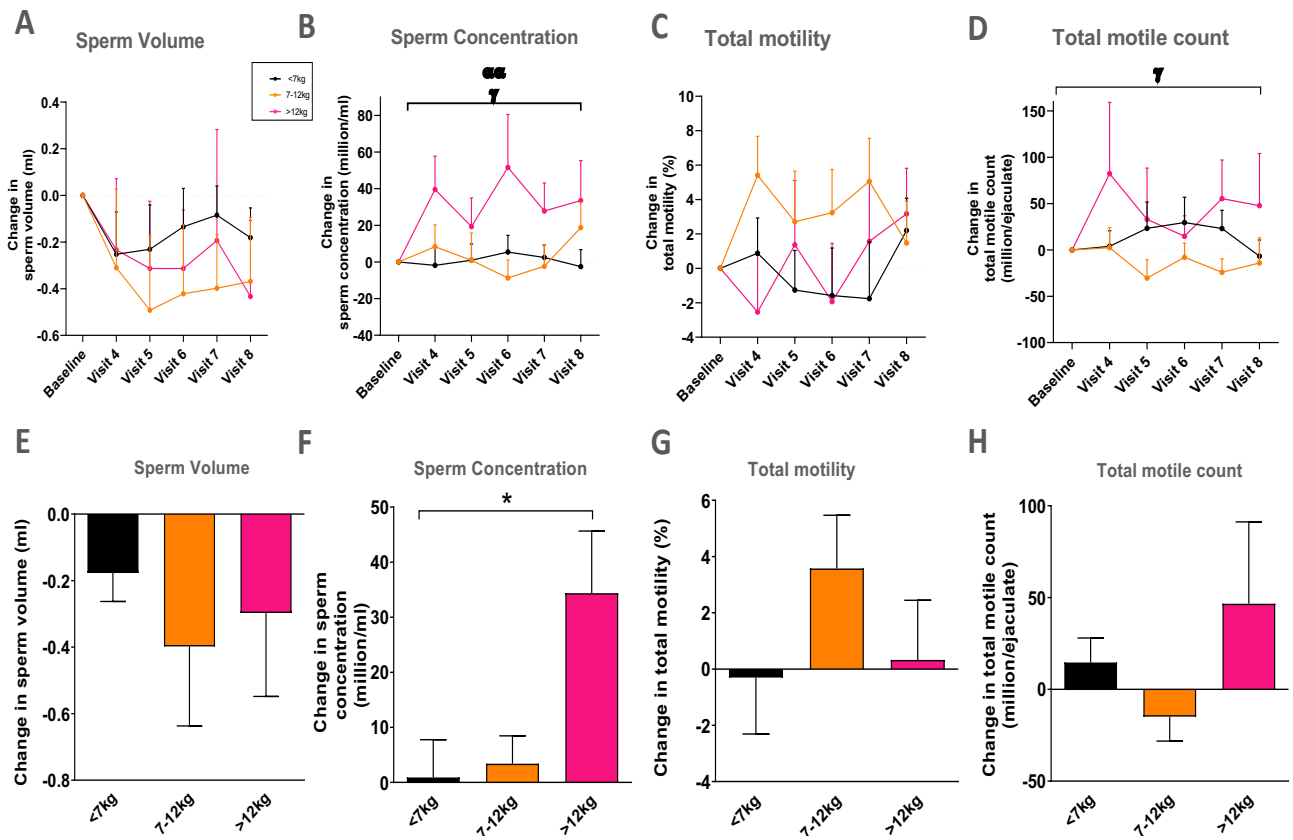 A
Sperm Volume
<7kg
7-12kg
>12kg
0.4
0.2
0.0
-0.2
-0.4
-0.6
Change in
sperm volume (ml)
Baseline
Visit 4
Visit 5
Visit 6
Visit 7
Visit 8
B
Sperm Concentration
αα
γ
100
80
60
40
20
0
-20
-40
Change in
sperm concentration (million/ml)
Baseline
Visit 4
Visit 5
Visit 6
Visit 7
Visit 8
C
Total motility
10
8
6
4
2
0
-2
-4
Change in
total motility (%)
Baseline
Visit 4
Visit 5
Visit 6
Visit 7
Visit 8
D
Total motile count
γ
150
100
50
0
-50
-100
Change in
total motile count
(million/ejaculate)
Baseline
Visit 4
Visit 5
Visit 6
Visit 7
Visit 8
E
Sperm Volume
0.0
-0.2
-0.4
-0.6
-0.8
Change in sperm volume (ml)
<7kg
7-12kg
>12kg
F
Sperm Concentration
*
50
40
30
20
10
0
Change in sperm
concentration
(million/ml)
<7kg
7-12kg
>12kg
G
Total motility
6
4
2
0
-2
-4
Change in total motility (%)
<7kg
7-12kg
>12kg
H
Total motile count
100
50
0
-50
Change in total motile count
(million/ejaculate)
<7kg
7-12kg
>12kg